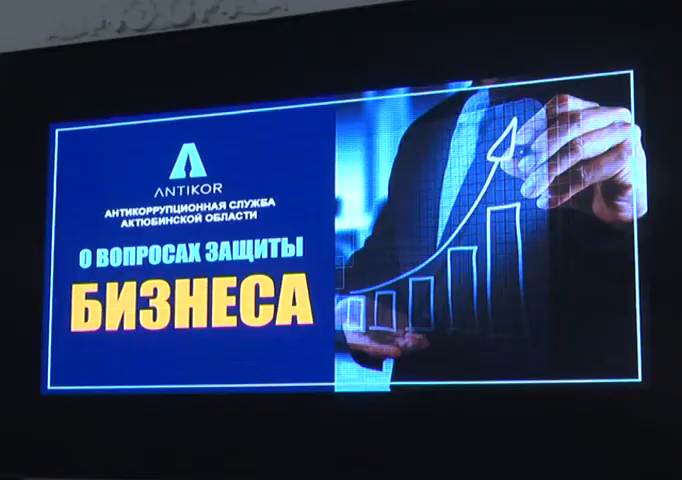 ANTIKOR
АНТИКОРРУПЦИОННАЯ СЛУЖБА
АКТЮБИНСКОЙ ОБЛАСТИ
О ВОПРОСАХ ЗАЩИТЫ
БИЗНЕСА